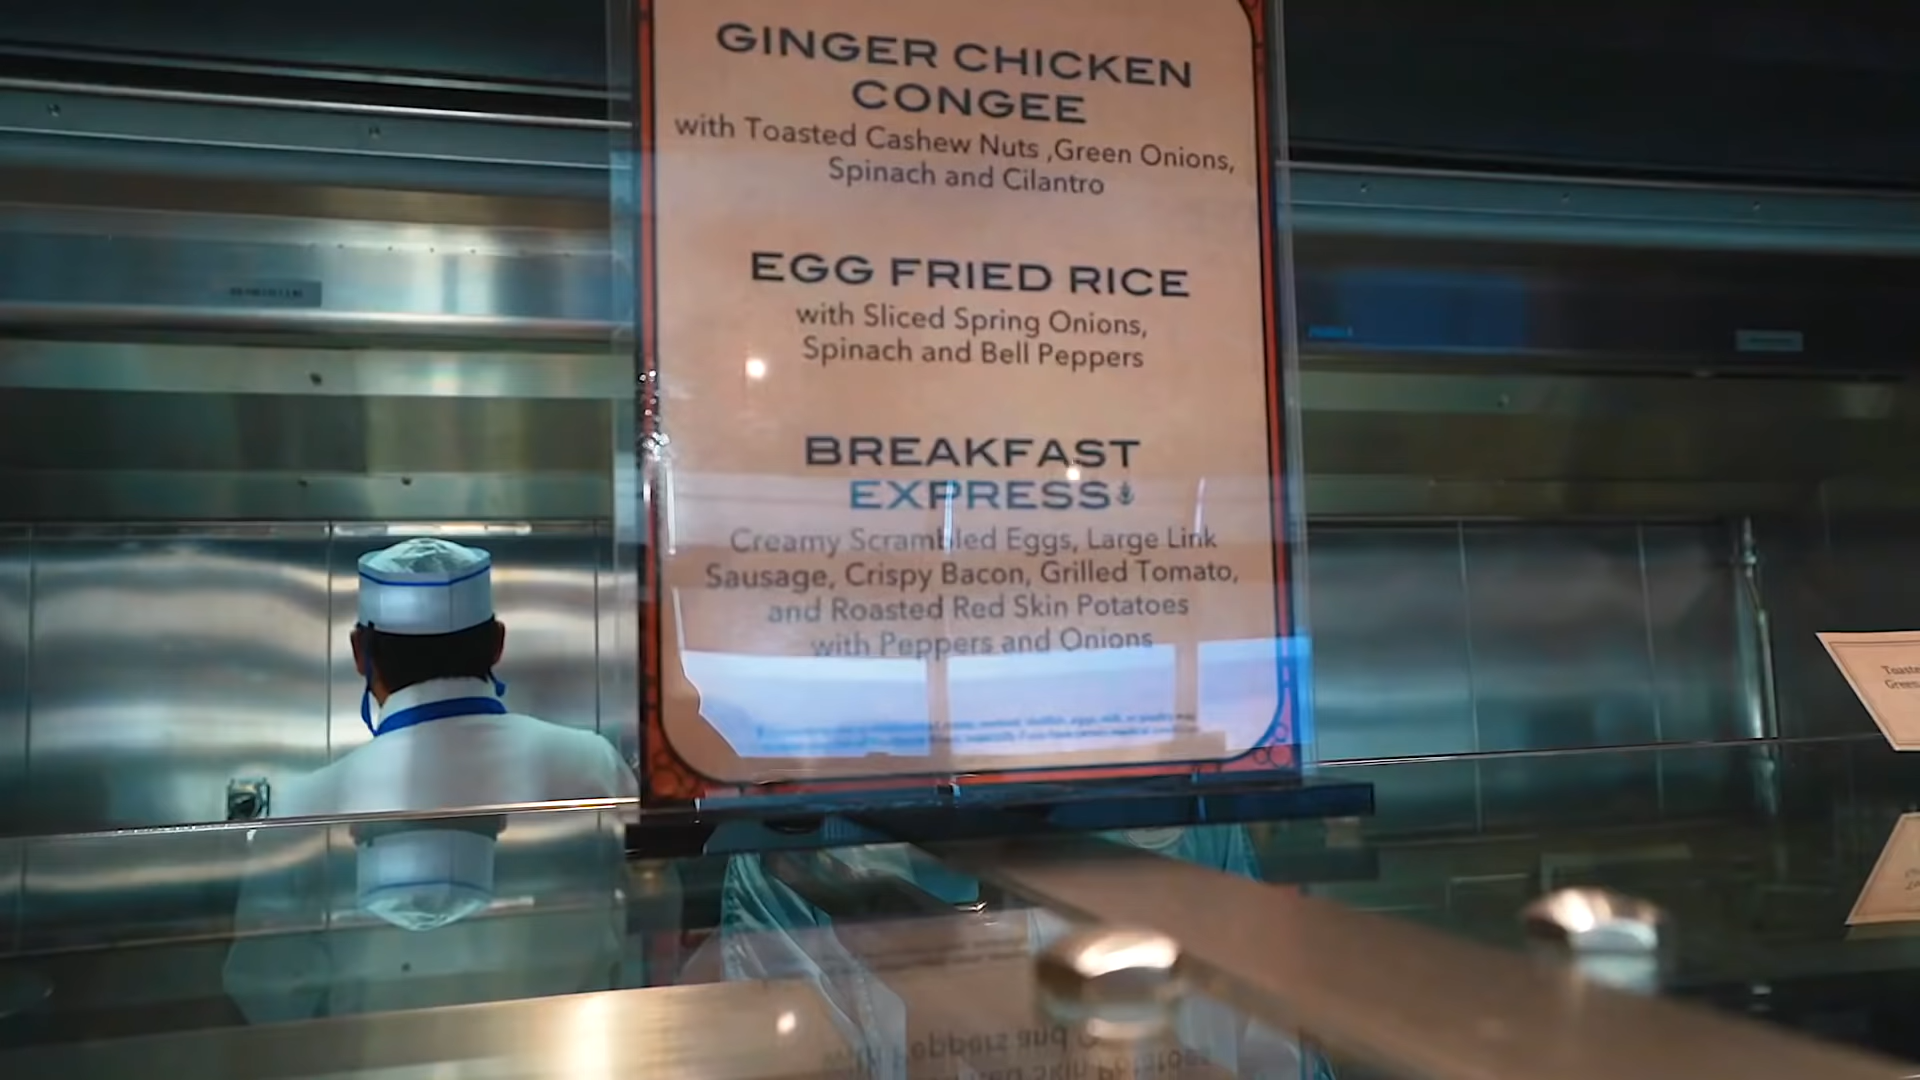 GINGER CHICKEN
CONGEE
with Toasted Cashew Nuts ,Green Onions,
Spinach and Cilantro
EGG FRIED RICE
with Sliced Spring Onions,
Spinach and Bell Peppers
BREAKFAST
EXPRESS
Creamy Scrambled Eggs, Large Link
Sausage, Crispy Bacon, Grilled Tomato,
and Roasted Red Skin Potatoes
with Peppers and Onions